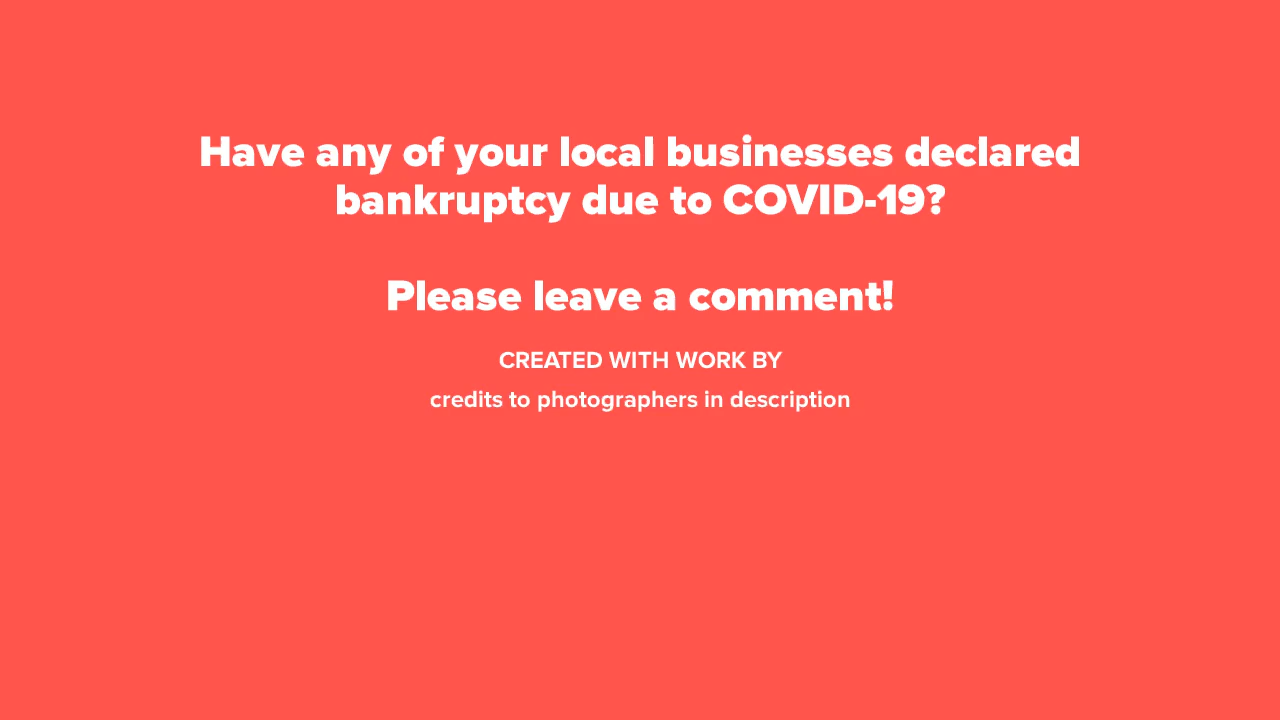 Have any of your local businesses declared
bankruptcy due to COVID-19?
Please leave a comment!
CREATED WITH WORK BY
credits to photographers in description